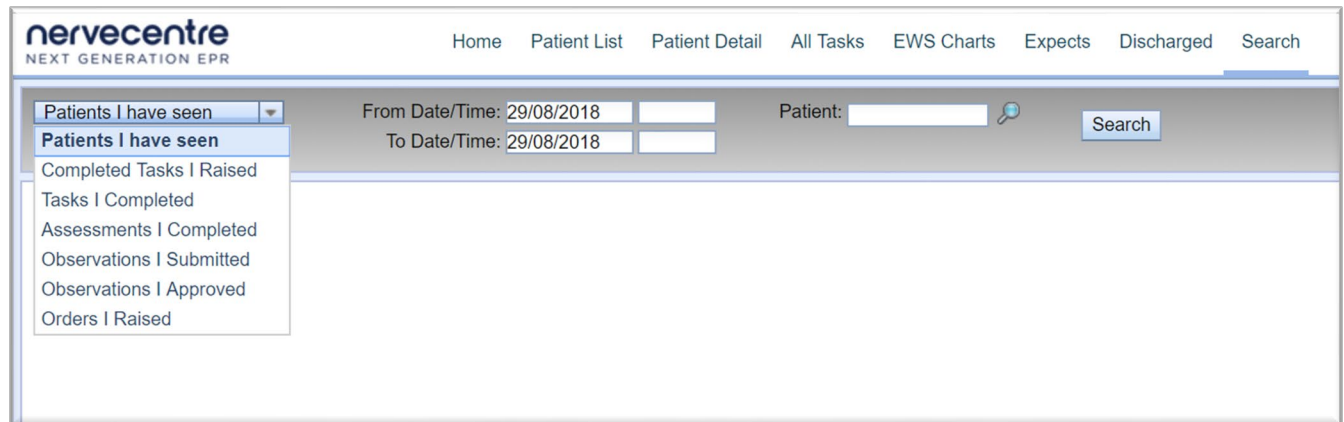 nervecentre
NEXT GENERATION EPR
Home Patient List Patient Detail All Tasks EWS Charts Expects Discharged Search
Patients I have seen
From Date/Time: 29/08/2018
To Date/Time: 29/08/2018
Patient:
Search
Patients I have seen
Completed Tasks I Raised
Tasks I Completed
Assessments I Completed
Observations I Submitted
Observations I Approved
Orders I Raised